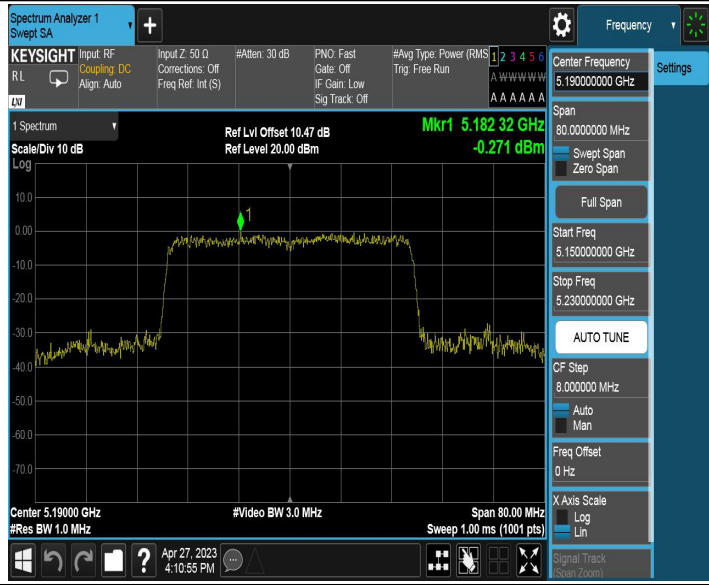 Spectrum Analyzer 1
Swept SA
Frequency
KEYSIGHT
RL
LXI
Input: RF
Coupling: DC
Align: Auto
Input Z: 50 Ω
Corrections: Off
Freq Ref: Int (S)
#Atten: 30 dB
PNO: Fast
Gate: Off
IF Gain: Low
Sig Track: Off
#Avg Type: Power (RMS
Trig: Free Run
1 2 3 4 5 6
A W W W W W
A A A A A A
Center Frequency
5.190000000 GHz
Settings
Span
80.0000000 MHz
Swept Span
Zero Span
Full Span
Start Freq
5.150000000 GHz
Stop Freq
5.230000000 GHz
AUTO TUNE
CF Step
8.000000 MHz
Auto
Man
Freq Offset
0 Hz
X Axis Scale
Log
Lin
Signal Track
(Span Zoom)
1 Spectrum
Scale/Div 10 dB
Ref Lvl Offset 10.47 dB
Ref Level 20.00 dBm
Mkr1 5.182 32 GHz
-0.271 dBm
Log
10.0
0.00
-10.0
-20.0
-30.0
-40.0
-50.0
-60.0
-70.0
1
Center 5.19000 GHz
#Video BW 3.0 MHz
Span 80.00 MHz
#Res BW 1.0 MHz
Sweep 1.00 ms (1001 pts)
?
Apr 27, 2023
4:10:55 PM